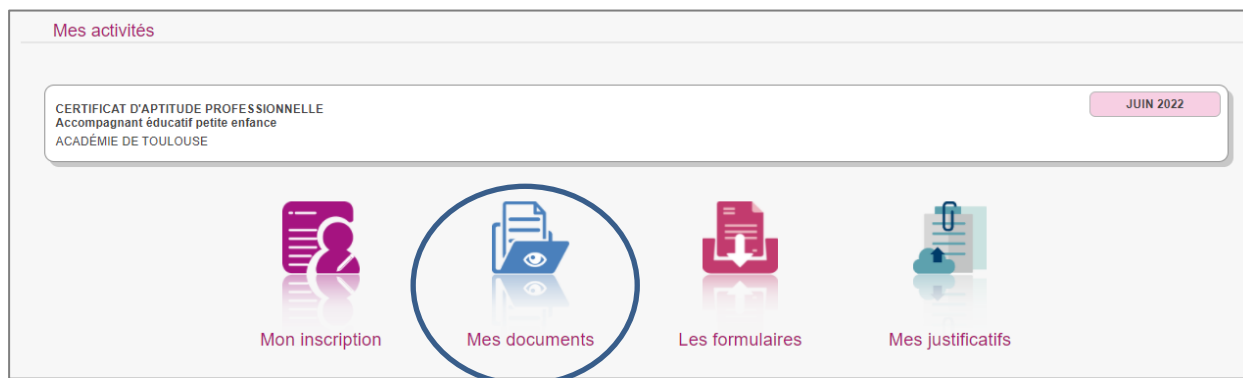 Mes activités
CERTIFICAT D'APTITUDE PROFESSIONNELLE
JUIN 2022
Accompagnant éducatif petite enfance
ACADÉMIE DE TOULOUSE
Mon inscription
Mes documents
Les formulaires
Mes justificatifs